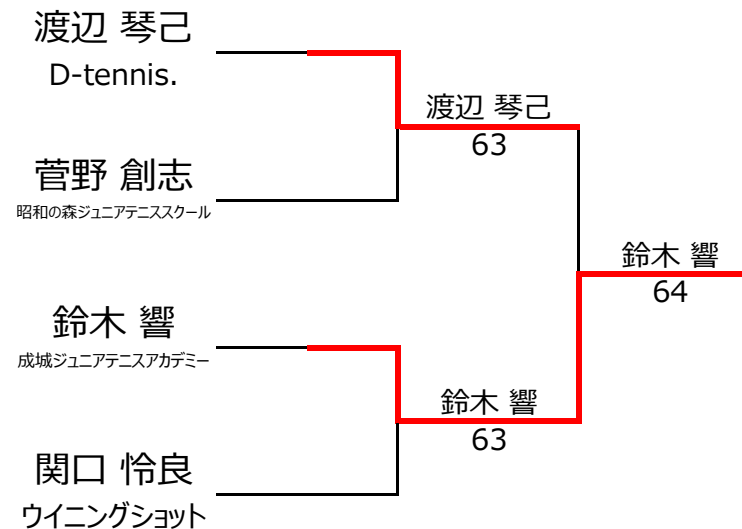 渡辺 琴己
D-tennis.
菅野 創志
昭和の森ジュニアテニススクール
鈴木 響
成城ジュニアテニスアカデミー
関口 怜良
ウイニングショット
渡辺 琴己
63
鈴木 響
63
鈴木 響
64